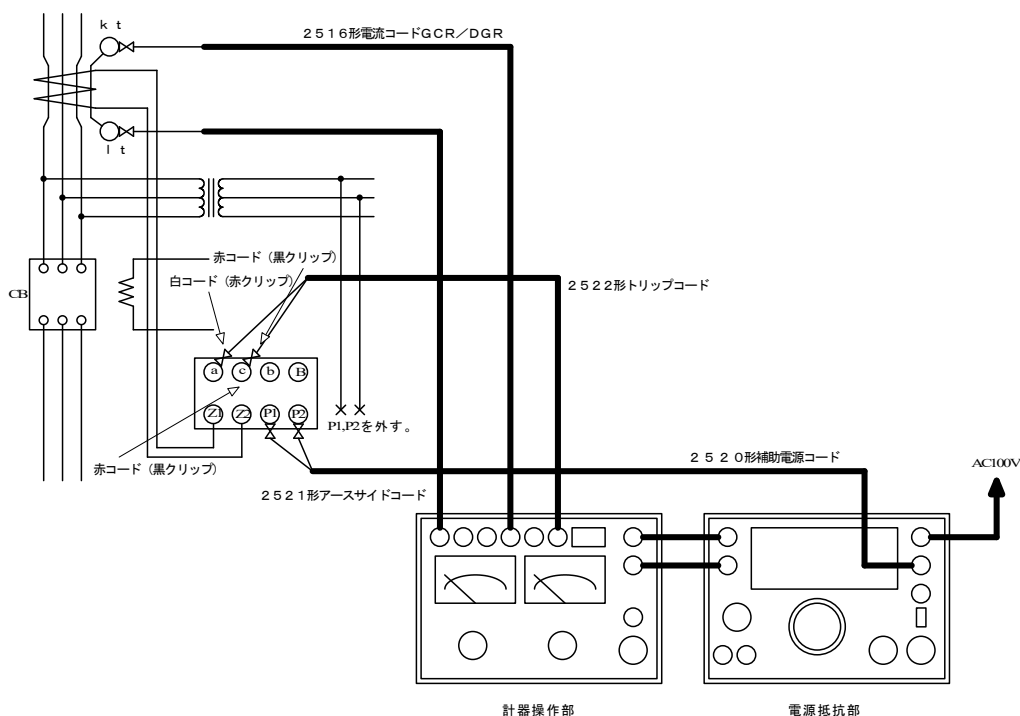 ｋ ｔ
２５１６形電流コードＧＣＲ／ＤＧＲ
ｌ ｔ
赤コード（黒クリップ）
白コード（赤クリップ）
２５２２形トリップコード
CB
a c b B
Z1 Z2 P1 P2
P1,P2を外す。
赤コード（黒クリップ）
２５２０形補助電源コード
AC100V
２５２１形アースサイドコード
計器操作部
電源抵抗部